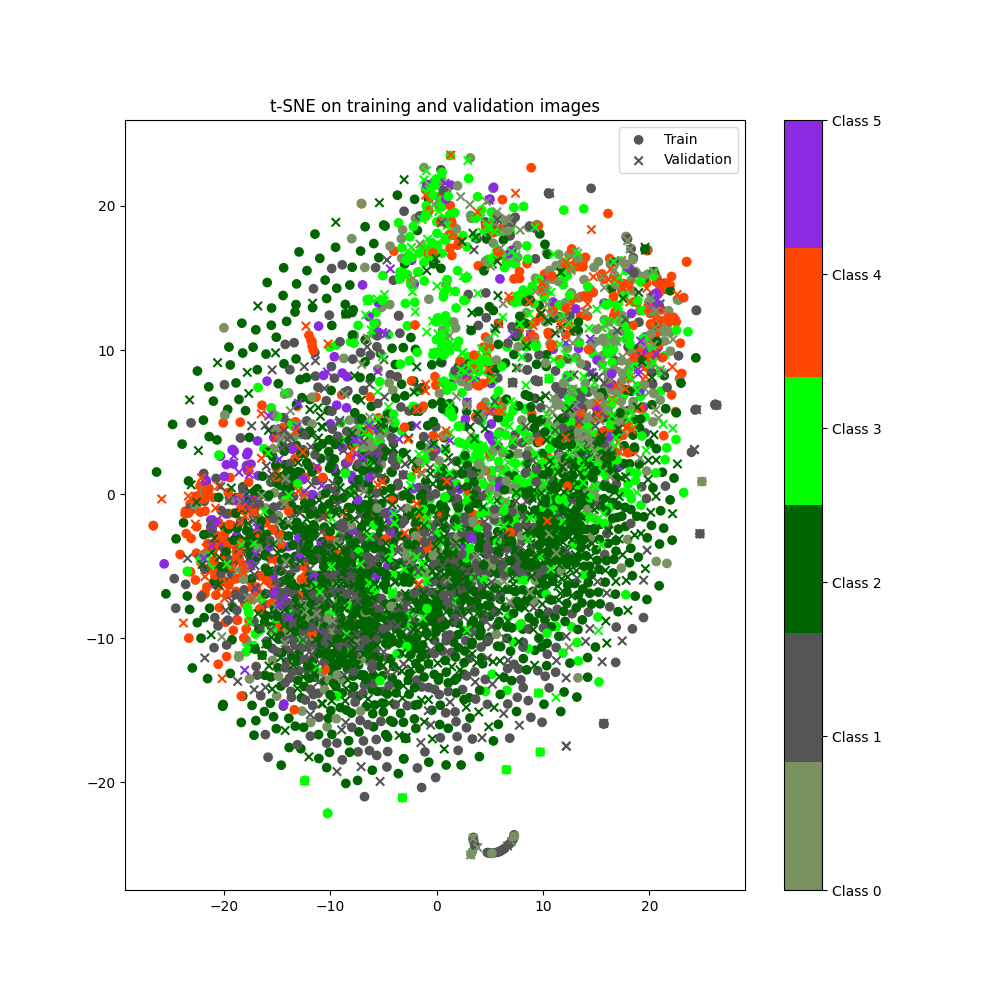 t-SNE on training and validation images
Train
Validation
20
10
0
−10
−20
−20
−10
0
10
20
Class 5
Class 4
Class 3
Class 2
Class 1
Class 0